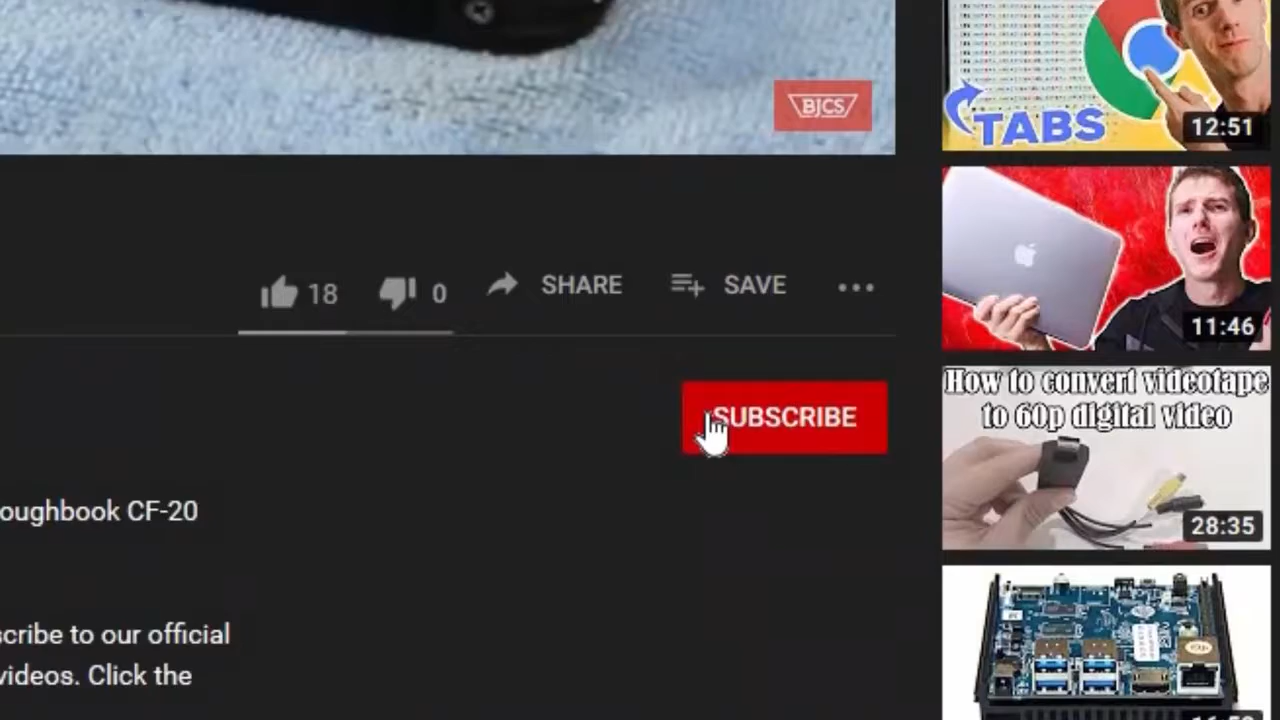 BJCS
TABS
12:51
11:46
18
0
SHARE
SAVE
SUBSCRIBE
How to convert videotape
to 60p digital video
28:35
oughbook CF-20
scribe to our official
videos. Click the